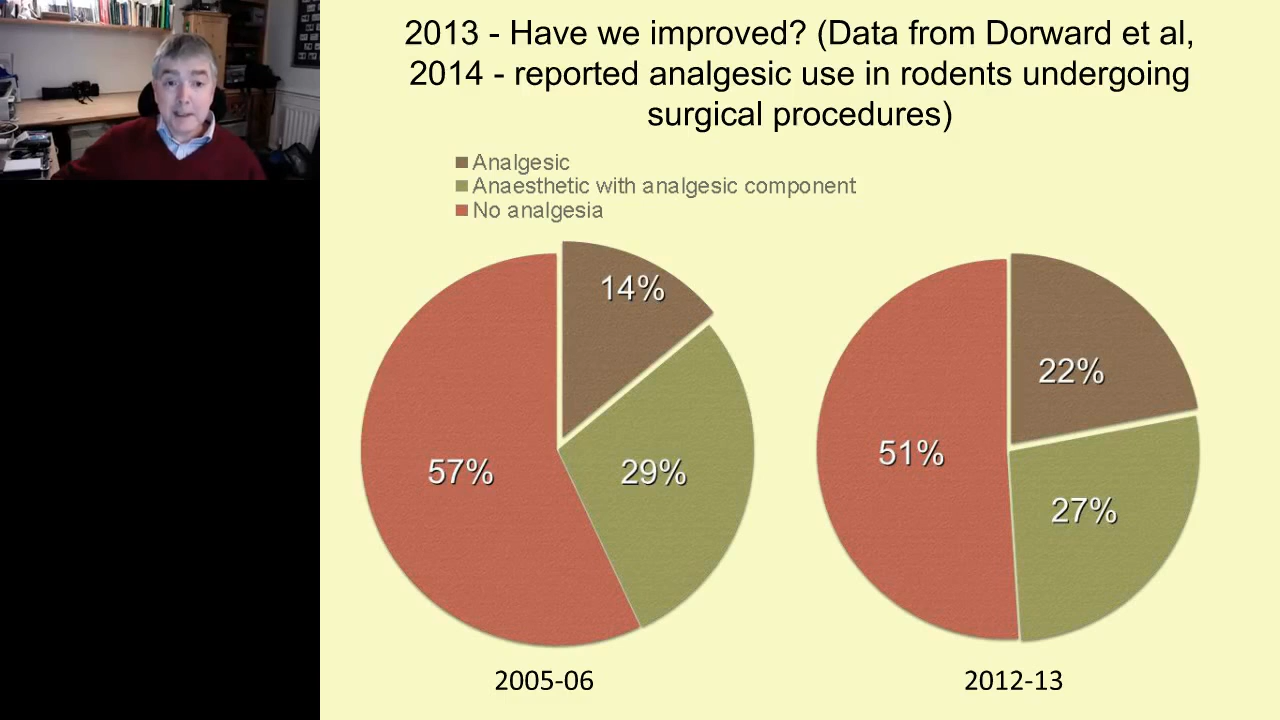 2013 - Have we improved? (Data from Dorward et al,
2014 - reported analgesic use in rodents undergoing
surgical procedures)
Analgesic
Anaesthetic with analgesic component
No analgesia
14%
57%
29%
22%
51%
27%
2005-06
2012-13